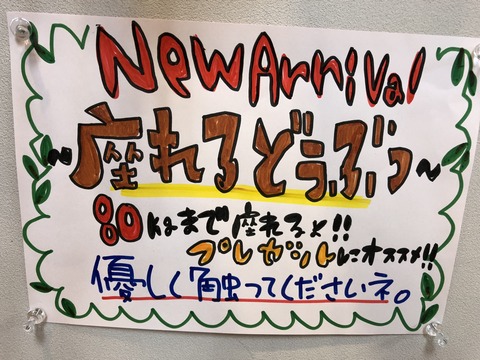 New Arrival
~座れるどうぶつ~
80kgまで座れるよ!!
プレゼントにオススメ!!
優しく触ってくださいネ。